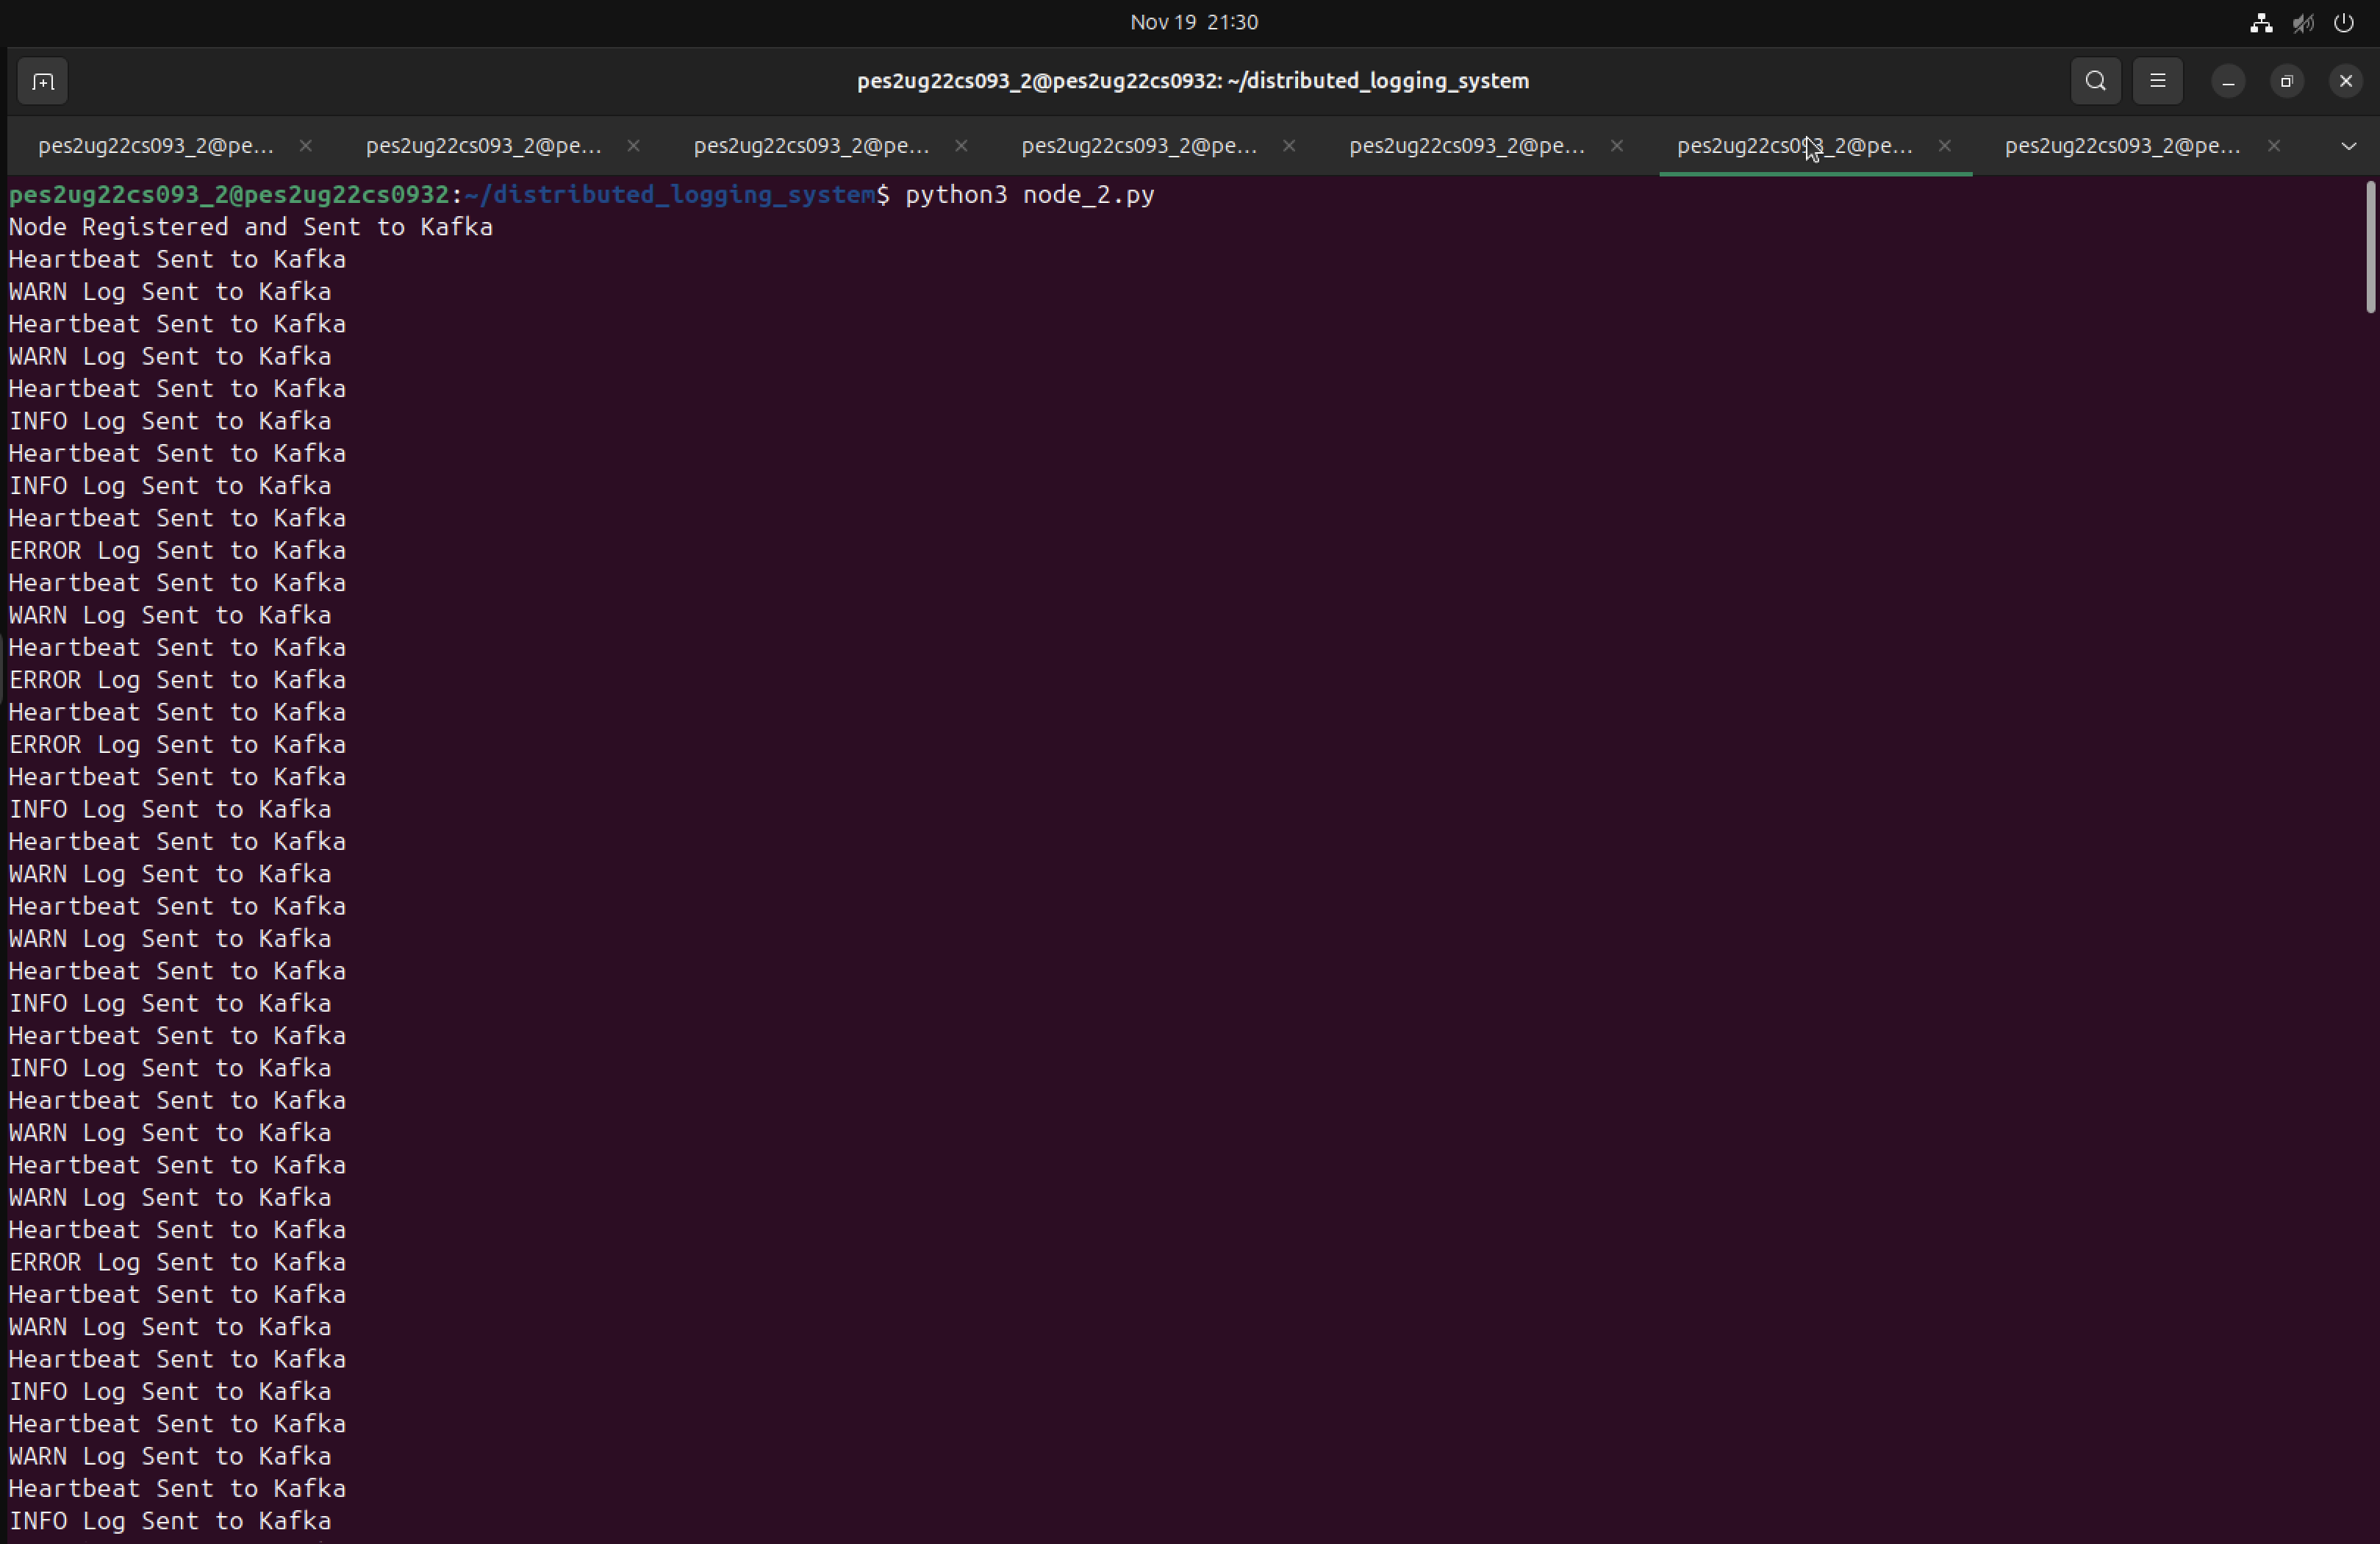 Nov 19 21:30
pes2ug22cs093_2@pes2ug22cs0932: ~/distributed_logging_system
pes2ug22cs093_2@pe... pes2ug22cs093_2@pe... pes2ug22cs093_2@pe... pes2ug22cs093_2@pe... pes2ug22cs093_2@pe... pes2ug22cs093_2@pe... pes2ug22cs093_2@pe...
pes2ug22cs093_2@pes2ug22cs0932:~/distributed_logging_system$ python3 node_2.py
Node Registered and Sent to Kafka
Heartbeat Sent to Kafka
WARN Log Sent to Kafka
Heartbeat Sent to Kafka
WARN Log Sent to Kafka
Heartbeat Sent to Kafka
INFO Log Sent to Kafka
Heartbeat Sent to Kafka
INFO Log Sent to Kafka
Heartbeat Sent to Kafka
ERROR Log Sent to Kafka
Heartbeat Sent to Kafka
WARN Log Sent to Kafka
Heartbeat Sent to Kafka
ERROR Log Sent to Kafka
Heartbeat Sent to Kafka
ERROR Log Sent to Kafka
Heartbeat Sent to Kafka
INFO Log Sent to Kafka
Heartbeat Sent to Kafka
WARN Log Sent to Kafka
Heartbeat Sent to Kafka
WARN Log Sent to Kafka
Heartbeat Sent to Kafka
INFO Log Sent to Kafka
Heartbeat Sent to Kafka
INFO Log Sent to Kafka
Heartbeat Sent to Kafka
WARN Log Sent to Kafka
Heartbeat Sent to Kafka
WARN Log Sent to Kafka
Heartbeat Sent to Kafka
ERROR Log Sent to Kafka
Heartbeat Sent to Kafka
WARN Log Sent to Kafka
Heartbeat Sent to Kafka
INFO Log Sent to Kafka
Heartbeat Sent to Kafka
WARN Log Sent to Kafka
Heartbeat Sent to Kafka
INFO Log Sent to Kafka